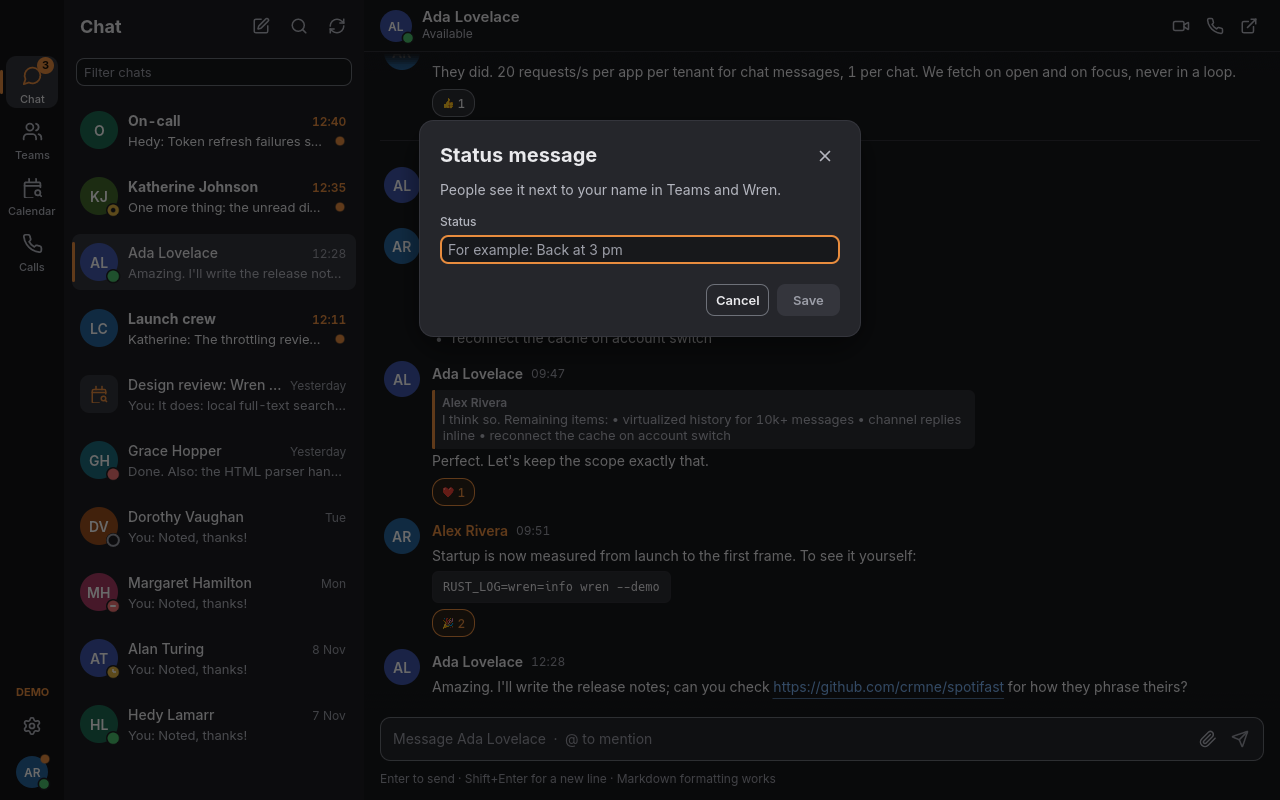 3
Chat
Teams
Calendar
Calls
DEMO
AR
Chat
Filter chats
O
On-call
12:40
Hedy: Token refresh failures s...
KJ
Katherine Johnson
12:35
One more thing: the unread di...
AL
Ada Lovelace
12:28
Amazing. I'll write the release not...
LC
Launch crew
12:11
Katherine: The throttling revie...
Design review: Wren ...
Yesterday
You: It does: local full-text search...
GH
Grace Hopper
Yesterday
Done. Also: the HTML parser han...
DV
Dorothy Vaughan
Tue
You: Noted, thanks!
MH
Margaret Hamilton
Mon
You: Noted, thanks!
AT
Alan Turing
8 Nov
You: Noted, thanks!
HL
Hedy Lamarr
7 Nov
You: Noted, thanks!
AL
Ada Lovelace
Available
They did. 20 requests/s per app per tenant for chat messages, 1 per chat. We fetch on open and on focus, never in a loop.
👍 1
AL
AR
Status message
People see it next to your name in Teams and Wren.
Status
For example: Back at 3 pm
Cancel
Save
• reconnect the cache on account switch
AL
Ada Lovelace 09:47
Alex Rivera
I think so. Remaining items: • virtualized history for 10k+ messages • channel replies
inline • reconnect the cache on account switch
Perfect. Let's keep the scope exactly that.
❤️ 1
AR
Alex Rivera 09:51
Startup is now measured from launch to the first frame. To see it yourself:
RUST_LOG=wren=info wren --demo
🎉 2
AL
Ada Lovelace 12:28
Amazing. I'll write the release notes; can you check https://github.com/crmne/spotifast for how they phrase theirs?
Message Ada Lovelace · @ to mention
Enter to send · Shift+Enter for a new line · Markdown formatting works